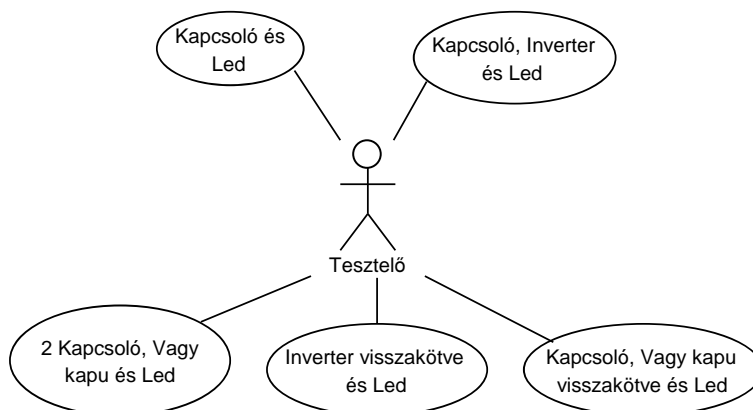 Kapcsoló és
Led
Kapcsoló, Inverter
és Led
Tesztelő
2 Kapcsoló, Vagy
kapu és Led
Inverter visszakötve
és Led
Kapcsoló, Vagy kapu
visszakötve és Led